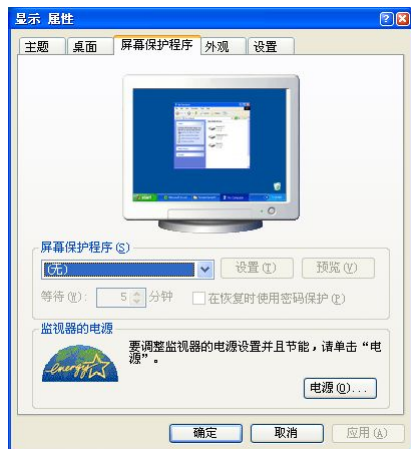 显示 属性
主题 桌面 屏幕保护程序 外观 设置
屏幕保护程序(S)
(无) 设置(T) 预览(V)
等待(W): 5 分钟 在恢复时使用密码保护(P)
监视器的电源
energy
要调整监视器的电源设置并且节能，请单击“电
源”。
电源(O)...
确定 取消 应用(A)